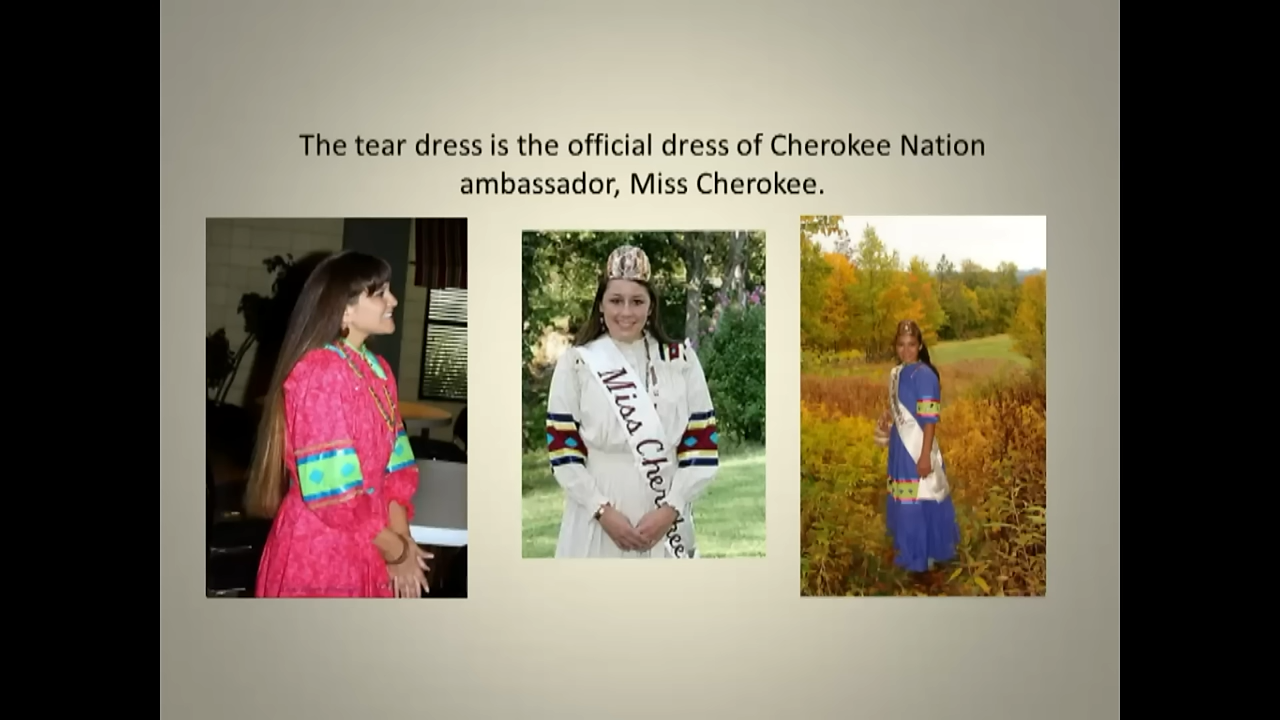 The tear dress is the official dress of Cherokee Nation
ambassador, Miss Cherokee.
Miss Cherokee